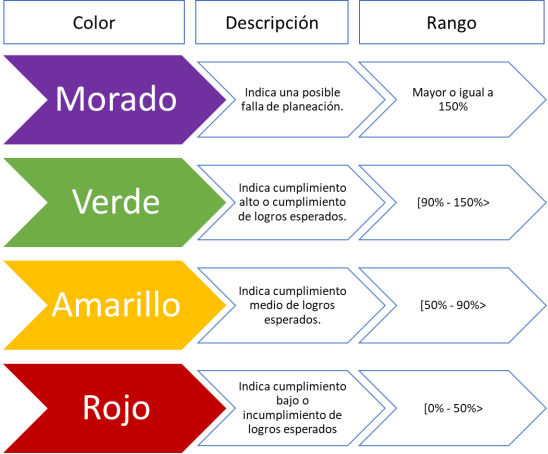 Color
Descripción
Rango
Morado
Indica una posible
falla de planeación.
Mayor o igual a
150%
Verde
Indica cumplimiento
alto o cumplimiento
de logros esperados.
[90% - 150%>
Amarillo
Indica cumplimiento
medio de logros
esperados.
[50% - 90%>
Rojo
Indica cumplimiento
bajo o
incumplimiento de
logros esperados
[0% - 50%>